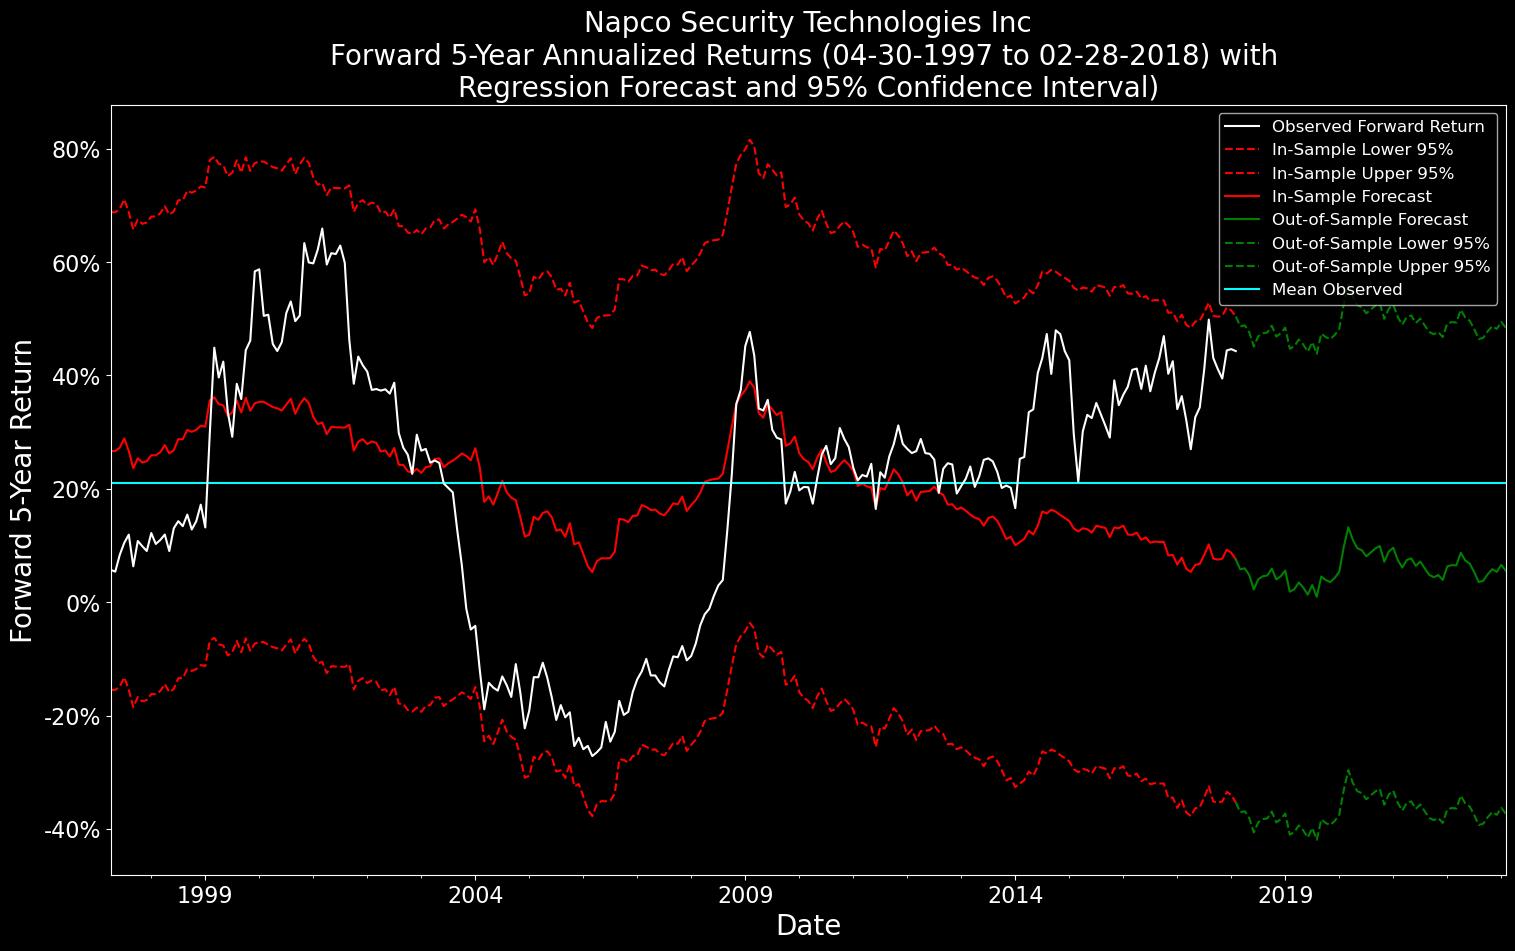 Napco Security Technologies Inc
Forward 5-Year Annualized Returns (04-30-1997 to 02-28-2018) with
Regression Forecast and 95% Confidence Interval)
Observed Forward Return
In-Sample Lower 95%
In-Sample Upper 95%
In-Sample Forecast
Out-of-Sample Forecast
Out-of-Sample Lower 95%
Out-of-Sample Upper 95%
Mean Observed
Forward 5-Year Return
80%
60%
40%
20%
0%
-20%
-40%
1999
2004
2009
2014
2019
Date